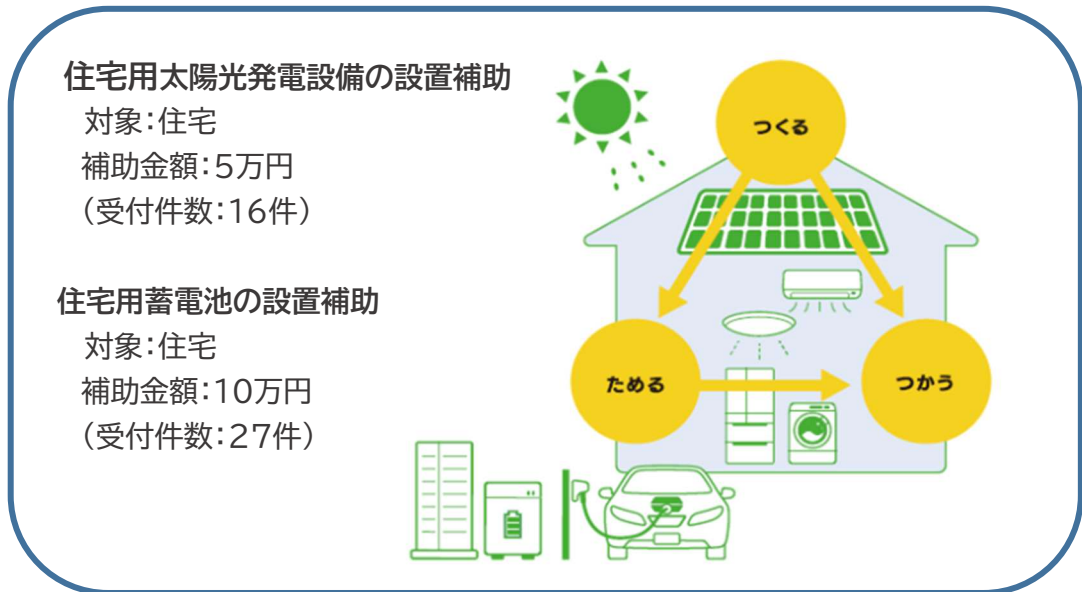 住宅用太陽光発電設備の設置補助
対象：住宅
補助金額：5万円
（受付件数：16件）
住宅用蓄電池の設置補助
対象：住宅
補助金額：10万円
（受付件数：27件）
つくる
ためる
つかう